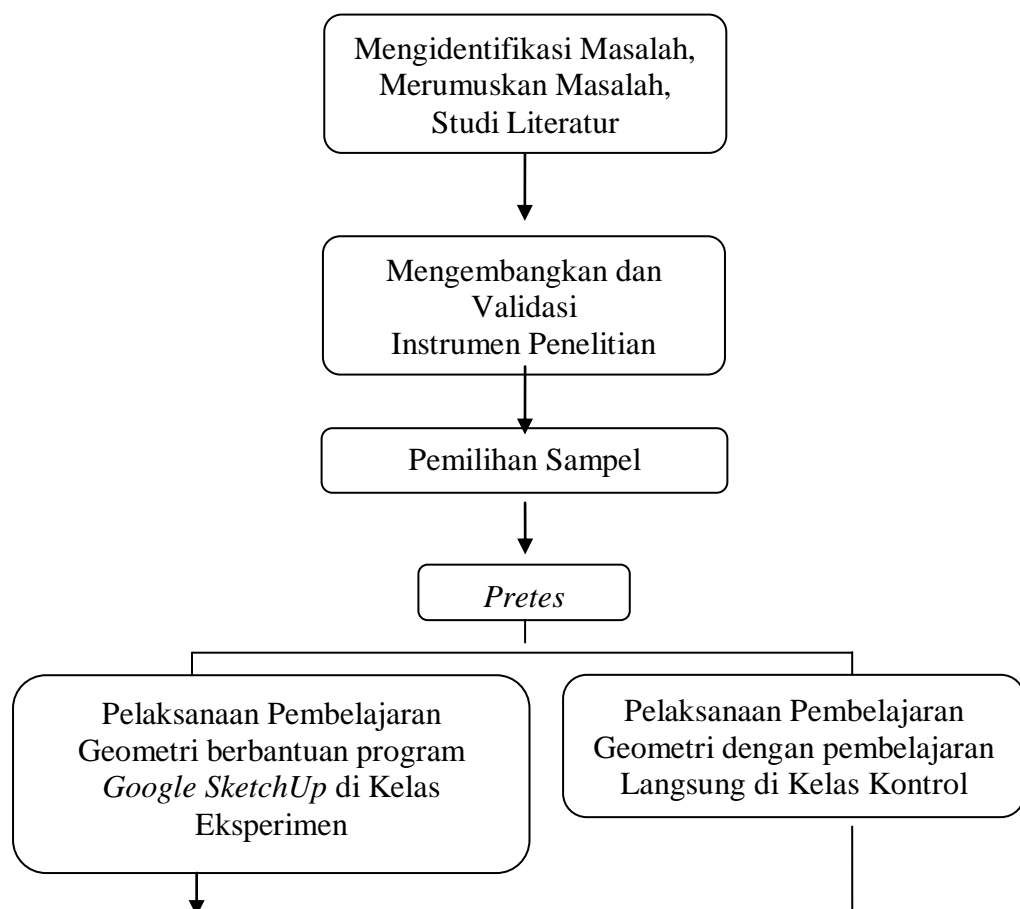 Mengidentifikasi Masalah,
Merumuskan Masalah,
Studi Literatur
Mengembangkan dan
Validasi
Instrumen Penelitian
Pemilihan Sampel
Pretes
Pelaksanaan Pembelajaran
Geometri berbantuan program
Google SketchUp di Kelas
Eksperimen
Pelaksanaan Pembelajaran
Geometri dengan pembelajaran
Langsung di Kelas Kontrol